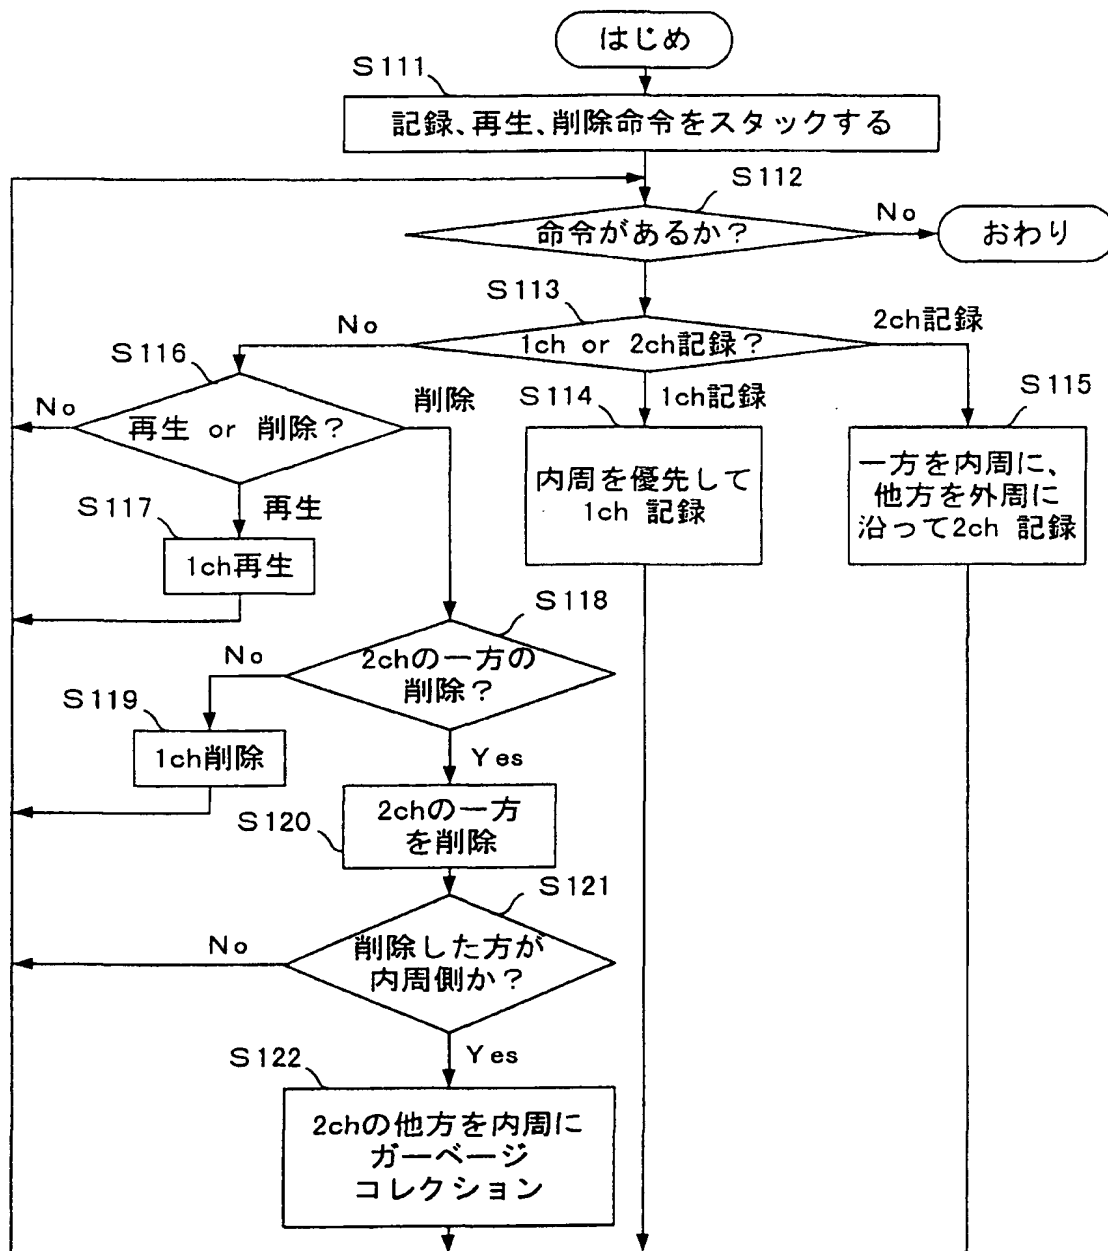 はじめ
S111
記録、再生、削除命令をスタックする
S112
命令があるか?
No
おわり
S113
No
1ch or 2ch記録?
2ch記録
S116
No
再生 or 削除?
削除
S114
1ch記録
S115
内周を優先して
1ch 記録
一方を内周に、
他方を外周に
沿って2ch 記録
S117
再生
1ch再生
S118
No
2chの一方の
削除?
S119
1ch削除
Yes
S120
2chの一方
を削除
S121
No
削除した方が
内周側か?
Yes
S122
2chの他方を内周に
ガーベージ
コレクション